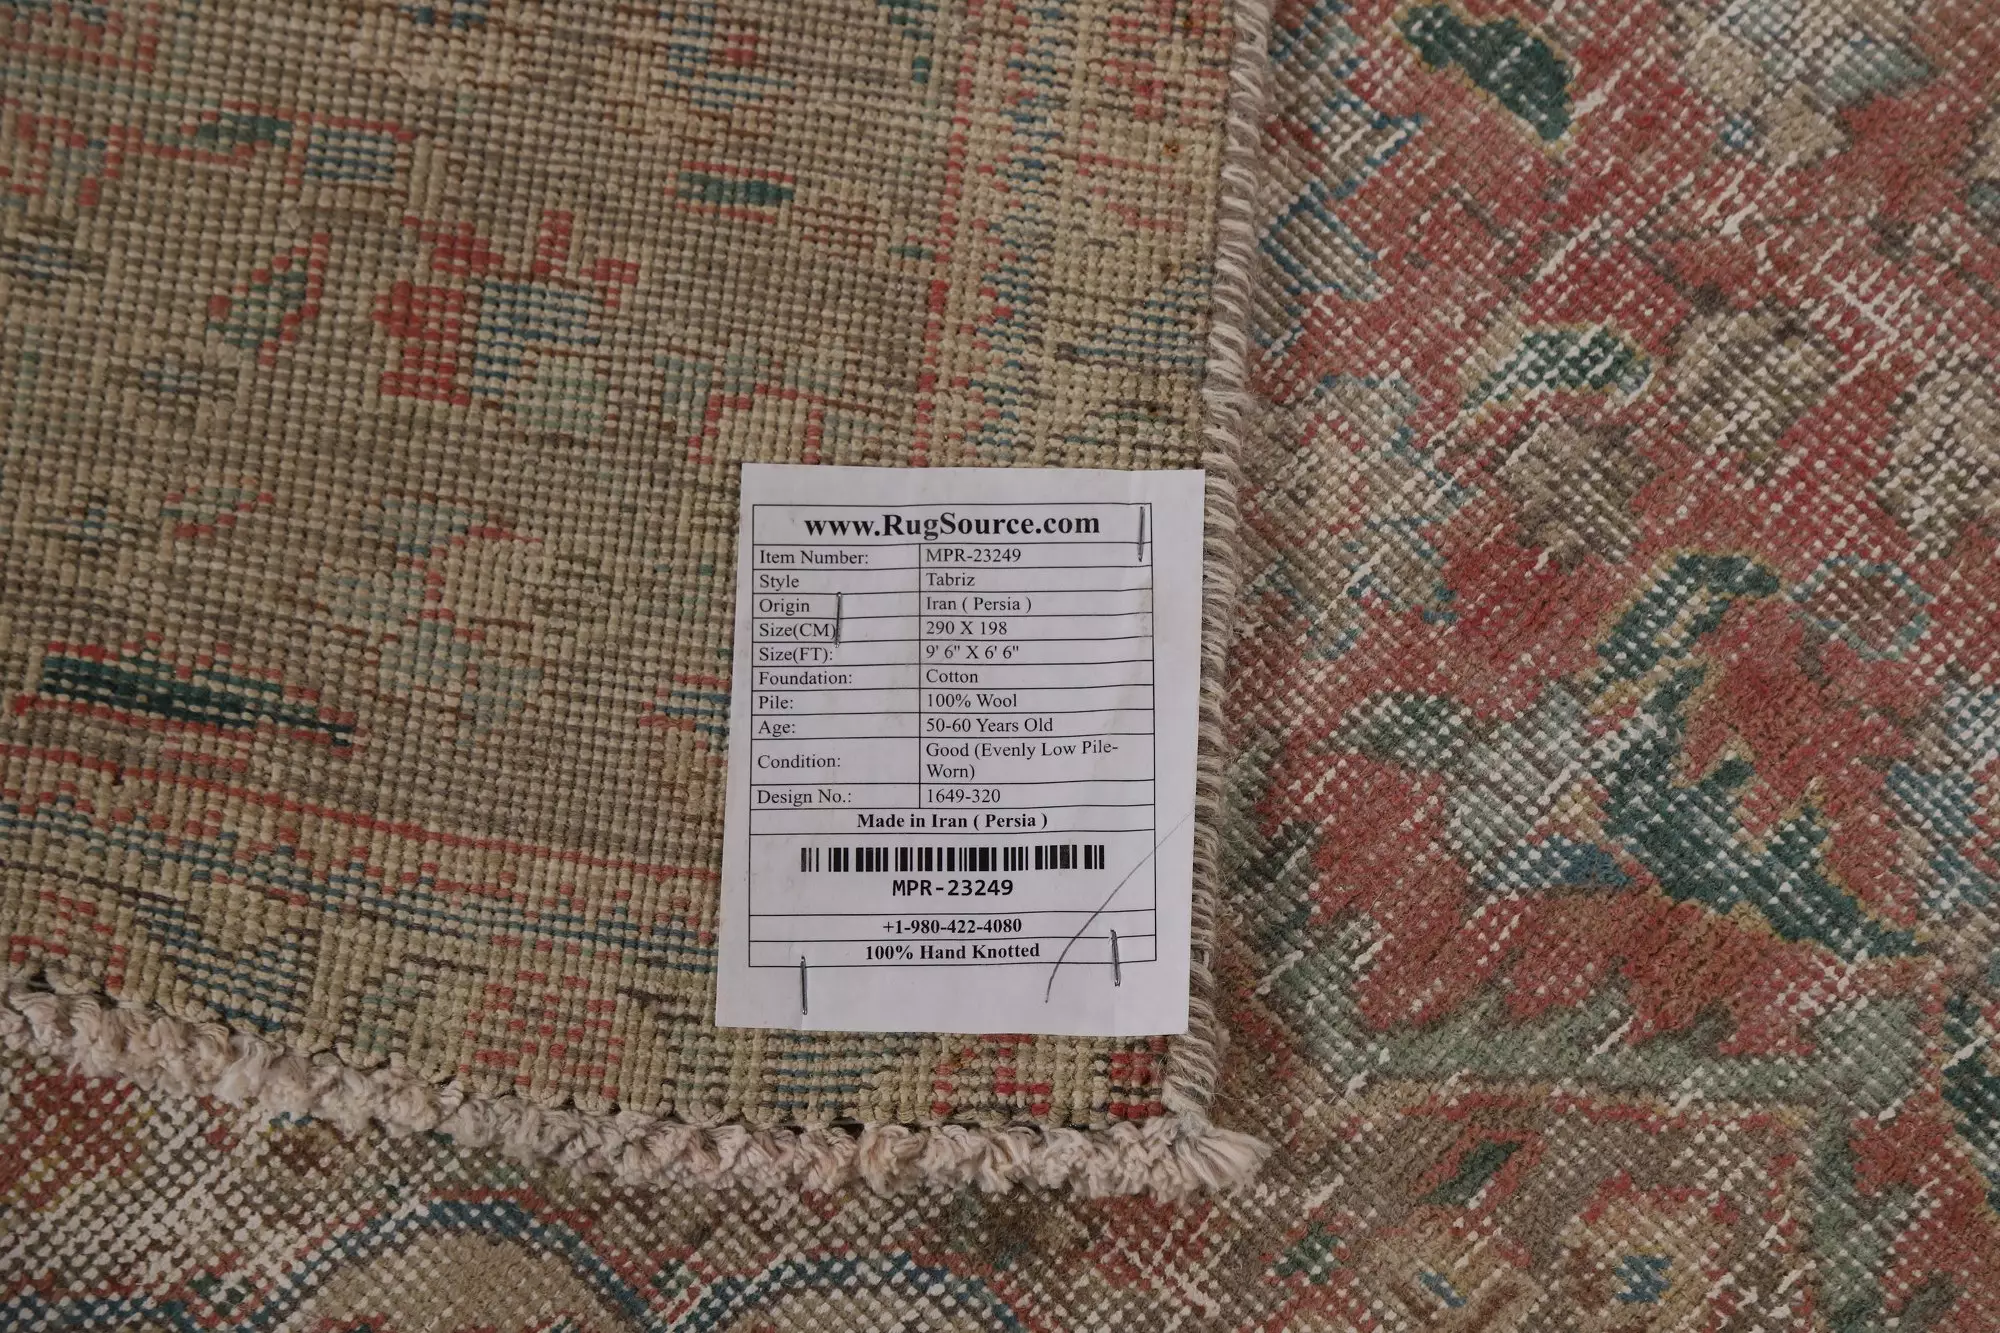 www.RugSource.com
Item Number: MPR-23249
Style Tabriz
Origin Iran ( Persia )
Size(CM) 290 X 198
Size(FT): 9' 6" X 6' 6"
Foundation: Cotton
Pile: 100% Wool
Age: 50-60 Years Old
Condition: Good (Evenly Low Pile-
Worn)
Design No.: 1649-320
Made in Iran ( Persia )
MPR-23249
+1-980-422-4080
100% Hand Knotted